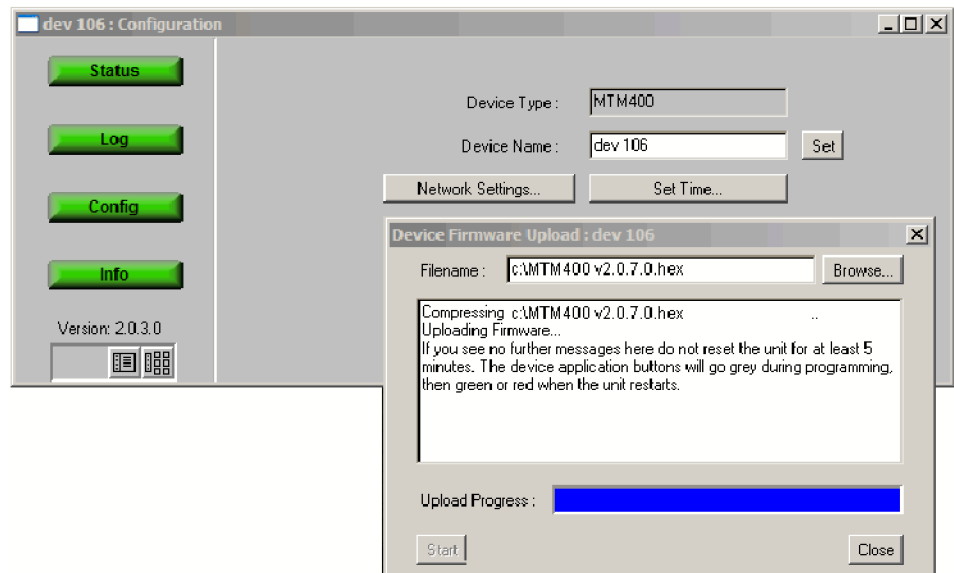 dev 106 : Configuration
Status
Log
Config
Info
Version: 2.0.3.0
Device Type :
MTM400
Device Name :
dev 106
Set
Network Settings...
Set Time...
Device Firmware Upload : dev 106
Filename :
c:\MTM400 v2.0.7.0.hex
Browse...
Compressing c:\MTM400 v2.0.7.0.hex ..
Uploading Firmware...
If you see no further messages here do not reset the unit for at least 5
minutes. The device application buttons will go grey during programming,
then green or red when the unit restarts.
Upload Progress :
Start
Close